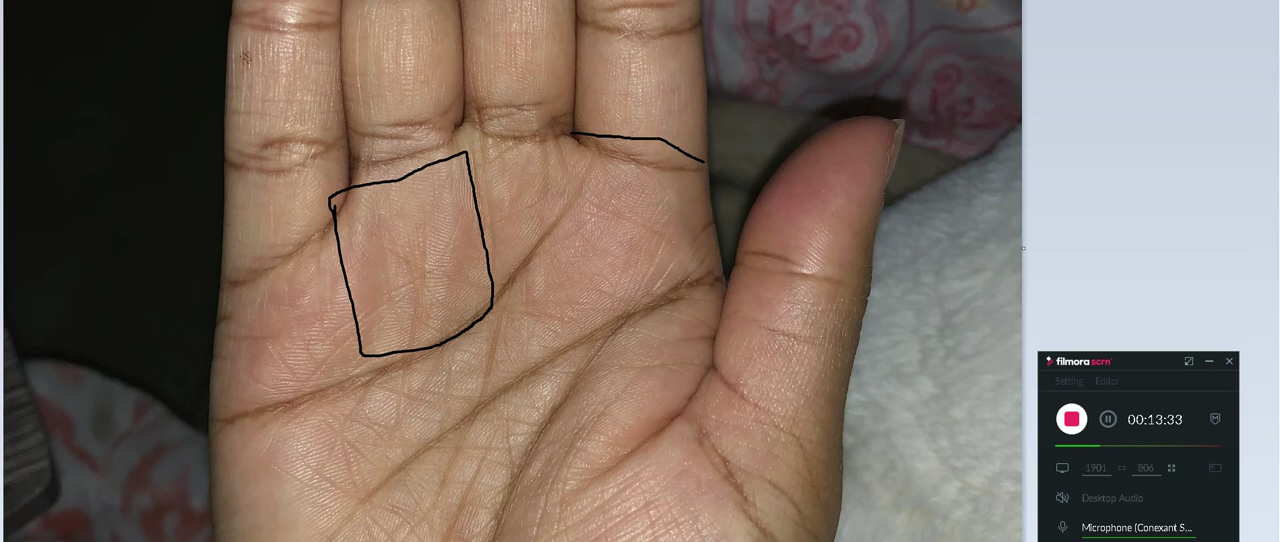 filmora scrn
Setting Editor
00:13:33
1901 806
Desktop Audio
Microphone (Conexant S...